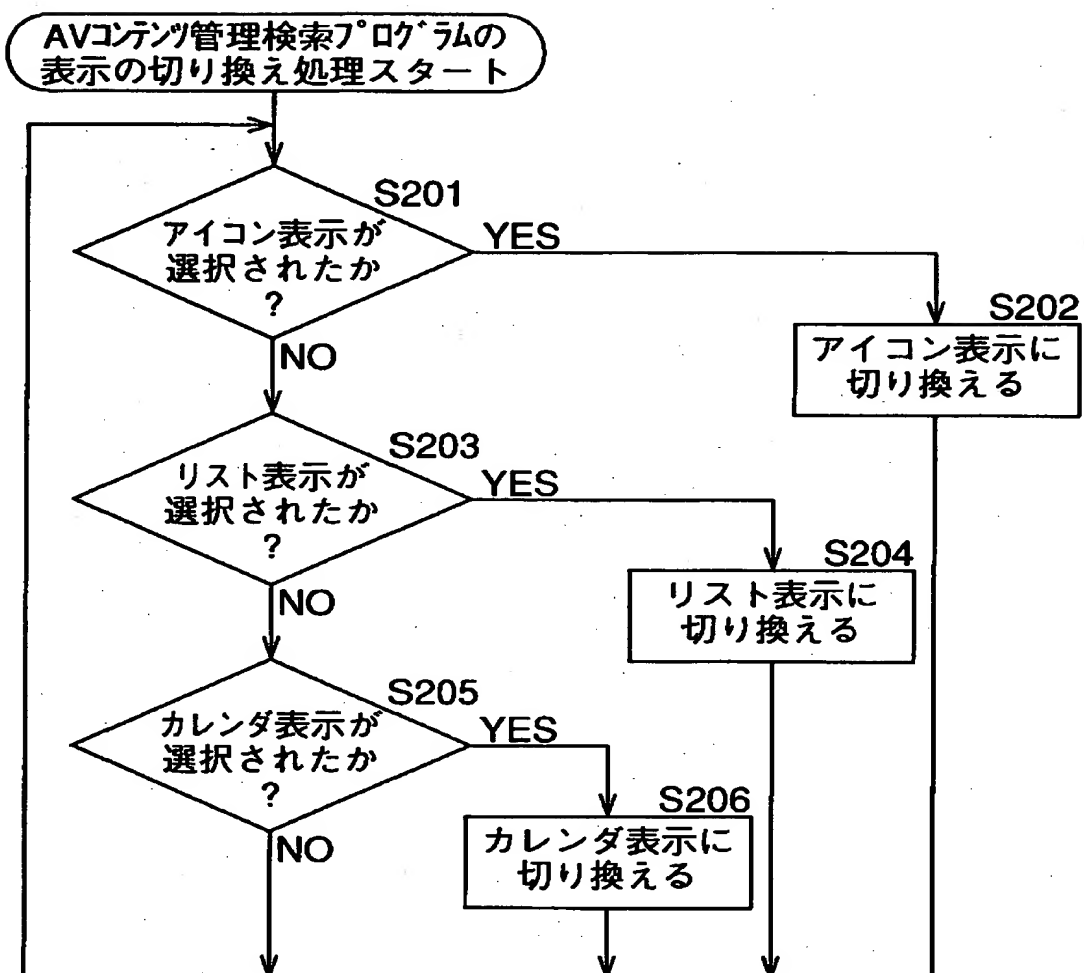 AVコンテンツ管理検索プログラムの
表示の切り換え処理スタート
S201
アイコン表示が
選択されたか
?
YES
NO
S202
アイコン表示に
切り換える
S203
リスト表示が
選択されたか
?
YES
NO
S204
リスト表示に
切り換える
S205
カレンダ表示が
選択されたか
?
YES
NO
S206
カレンダ表示に
切り換える